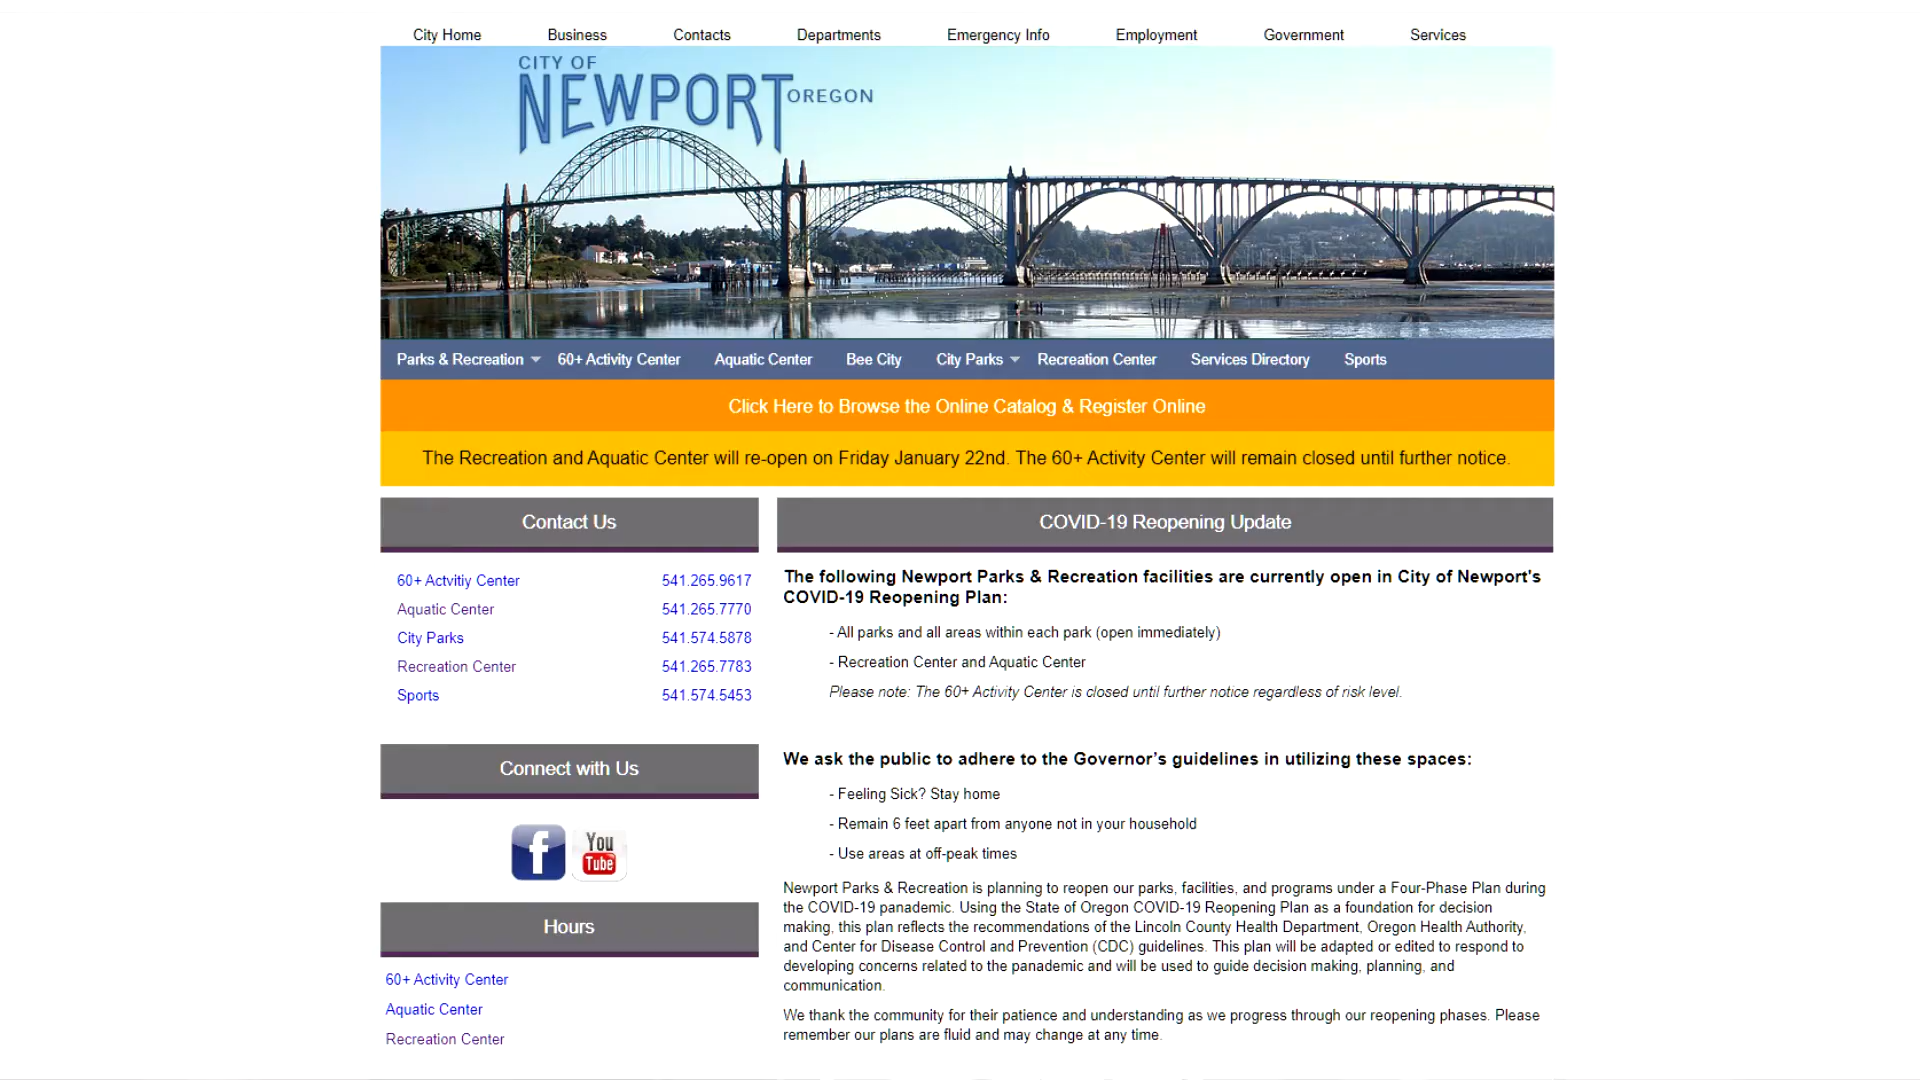 City Home Business Contacts Departments Emergency Info Employment Government Services
CITY OF
NEWPORT OREGON
Parks & Recreation 60+ Activity Center Aquatic Center Bee City City Parks Recreation Center Services Directory Sports
Click Here to Browse the Online Catalog & Register Online
The Recreation and Aquatic Center will re-open on Friday January 22nd. The 60+ Activity Center will remain closed until further notice.
Contact Us
60+ Actvitiy Center 541.265.9617
Aquatic Center 541.265.7770
City Parks 541.574.5878
Recreation Center 541.265.7783
Sports 541.574.5453
Connect with Us
f You Tube
Hours
60+ Activity Center
Aquatic Center
Recreation Center
COVID-19 Reopening Update
The following Newport Parks & Recreation facilities are currently open in City of Newport's
COVID-19 Reopening Plan:
- All parks and all areas within each park (open immediately)
- Recreation Center and Aquatic Center
Please note: The 60+ Activity Center is closed until further notice regardless of risk level.
We ask the public to adhere to the Governor’s guidelines in utilizing these spaces:
- Feeling Sick? Stay home
- Remain 6 feet apart from anyone not in your household
- Use areas at off-peak times
Newport Parks & Recreation is planning to reopen our parks, facilities, and programs under a Four-Phase Plan during
the COVID-19 panademic. Using the State of Oregon COVID-19 Reopening Plan as a foundation for decision
making, this plan reflects the recommendations of the Lincoln County Health Department, Oregon Health Authority,
and Center for Disease Control and Prevention (CDC) guidelines. This plan will be adapted or edited to respond to
developing concerns related to the panademic and will be used to guide decision making, planning, and
communication.
We thank the community for their patience and understanding as we progress through our reopening phases. Please
remember our plans are fluid and may change at any time.